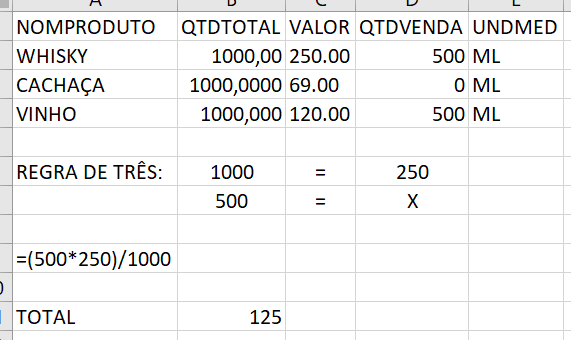 NOMPRODUTO QTDTOTAL VALOR QTDVENDA UNDMED
WHISKY 1000,00 250.00 500 ML
CACHAÇA 1000,0000 69.00 0 ML
VINHO 1000,000 120.00 500 ML
REGRA DE TRÊS: 1000 = 250
500 = X
=(500*250)/1000
TOTAL 125